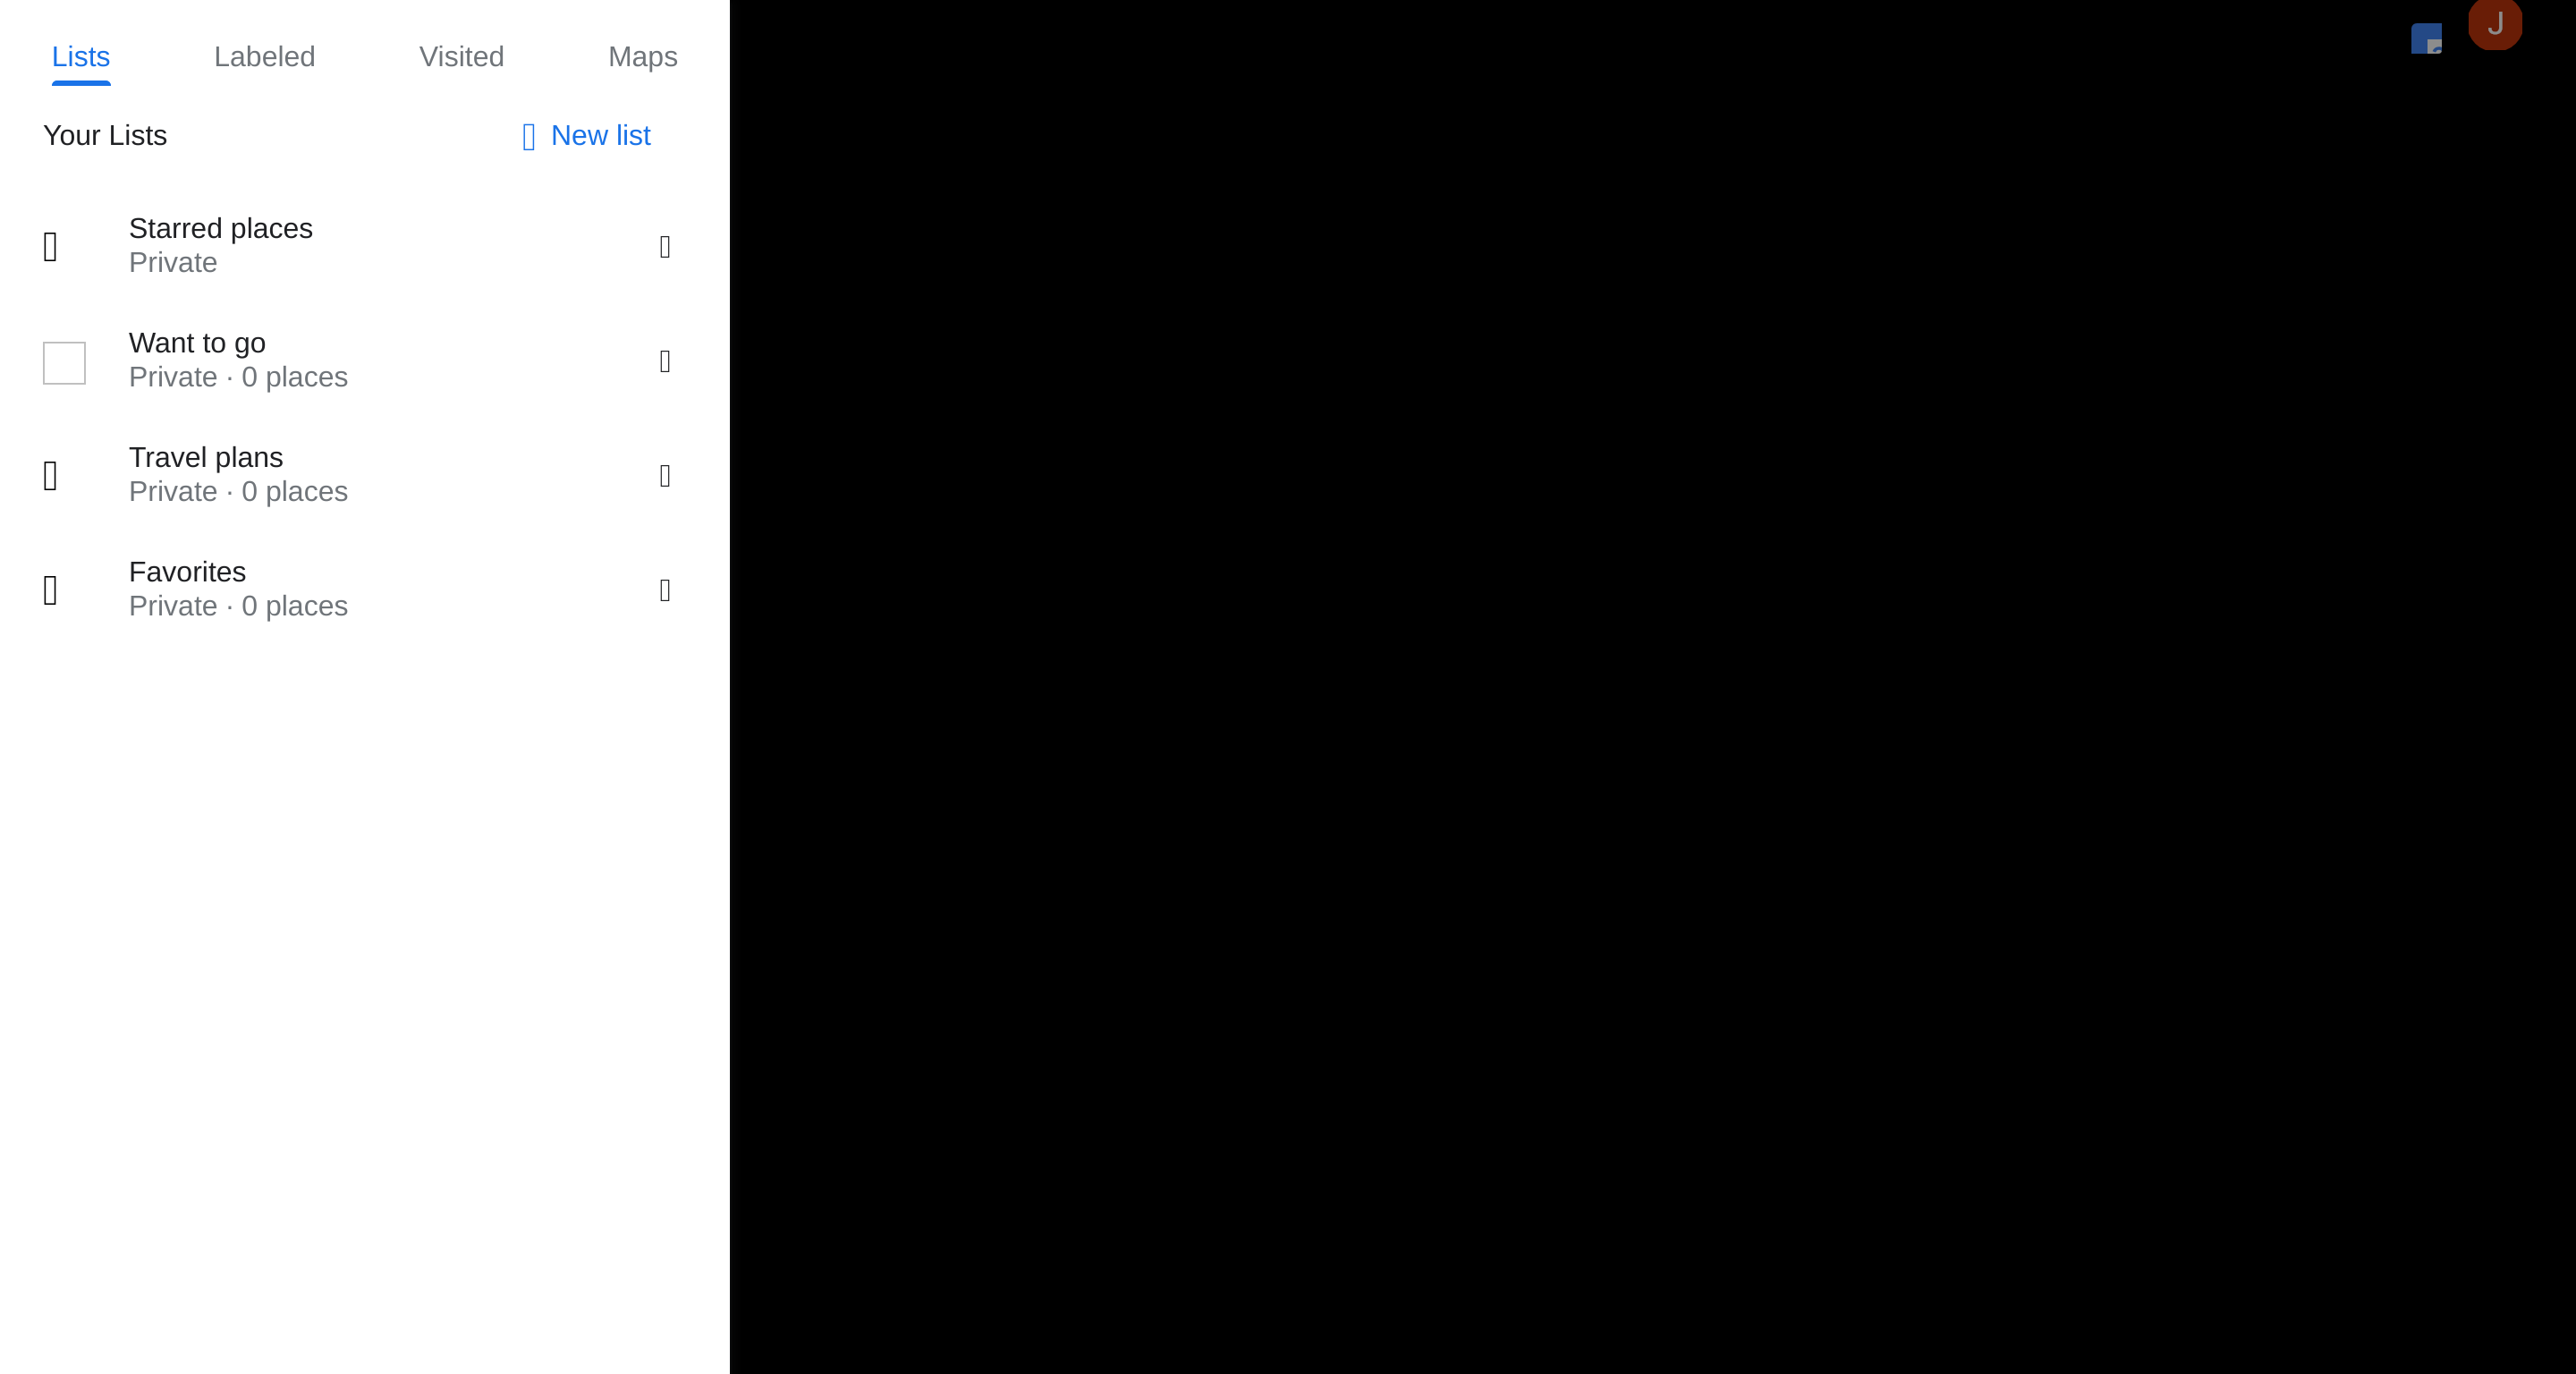 Lists
Labeled
Visited
Maps
Your Lists
New list
Starred places
Private
Want to go
Private · 0 places
Travel plans
Private · 0 places
Favorites
Private · 0 places
J